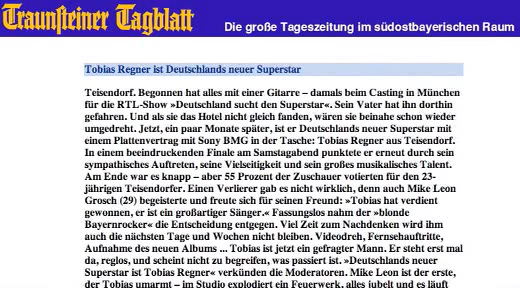 Traunsteiner Tagblatt
Die große Tageszeitung im südostbayerischen Raum
Tobias Regner ist Deutschlands neuer Superstar
Teisendorf. Begonnen hat alles mit einer Gitarre – damals beim Casting in München
für die RTL-Show »Deutschland sucht den Superstar«. Sein Vater hat ihn dorthin
gefahren. Und als sie das Hotel nicht gleich fanden, wären sie beinahe schon wieder
umgedreht. Jetzt, ein paar Monate später, ist er Deutschlands neuer Superstar mit
einem Plattenvertrag mit Sony BMG in der Tasche: Tobias Regner aus Teisendorf.
In einem beeindruckenden Finale am Samstagabend punktete er erneut durch sein
sympathisches Auftreten, seine Vielseitigkeit und sein großes musikalisches Talent.
Am Ende war es knapp – aber 55 Prozent der Zuschauer votierten für den 23-
jährigen Teisendorfer. Einen Verlierer gab es nicht wirklich, denn auch Mike Leon
Grosch (29) begeisterte und freute sich für seinen Freund: »Tobias hat verdient
gewonnen, er ist ein großartiger Sänger.« Fassungslos nahm der »blonde
Bayernrocker« die Entscheidung entgegen. Viel Zeit zum Nachdenken wird ihm
auch die nächsten Tage und Wochen nicht bleiben. Videodreh, Fernsehauftritte,
Aufnahme des neuen Albums ... Tobias ist jetzt ein gefragter Mann. Er steht erst mal
da, reglos, und scheint nicht zu begreifen, was passiert ist. »Deutschlands neuer
Superstar ist Tobias Regner« verkünden die Moderatoren. Mike Leon ist der erste,
der Tobias umarmt – im Studio explodiert ein Feuerwerk, alles jubelt und es läuft